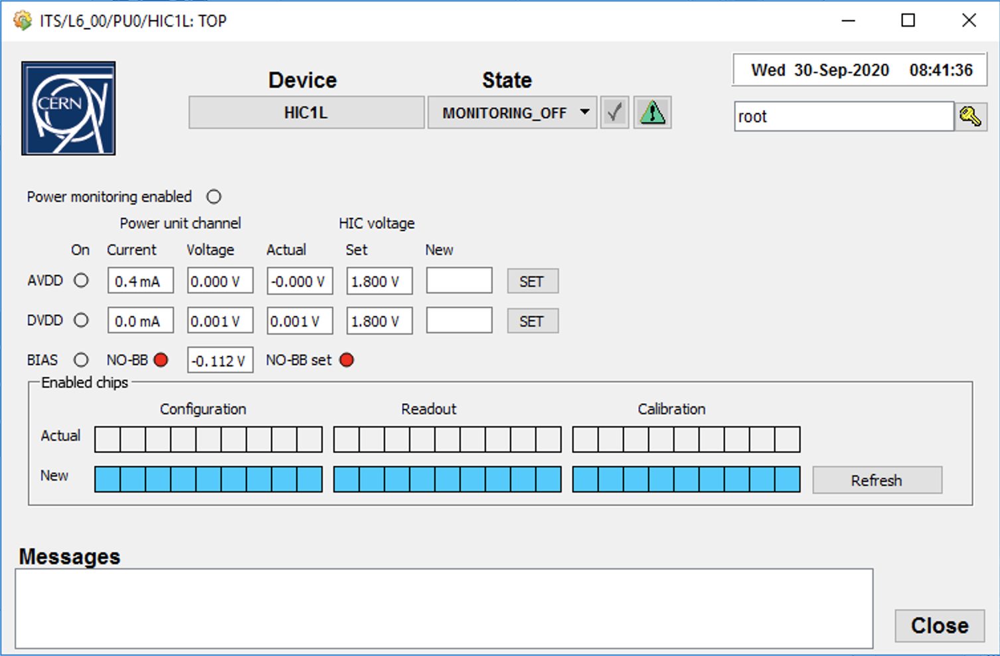 ITS/L6_00/PU0/HIC1L: TOP
CERN
Device State
Wed 30-Sep-2020 08:41:36
HIC1L MONITORING_OFF
root
Power monitoring enabled
Power unit channel HIC voltage
On Current Voltage Actual Set New
AVDD 0.4 mA 0.000 V -0.000 V 1.800 V SET
DVDD 0.0 mA 0.001 V 0.001 V 1.800 V SET
BIAS NO-BB -0.112 V NO-BB set
Enabled chips
Configuration Readout Calibration
Actual
New Refresh
Messages
Close